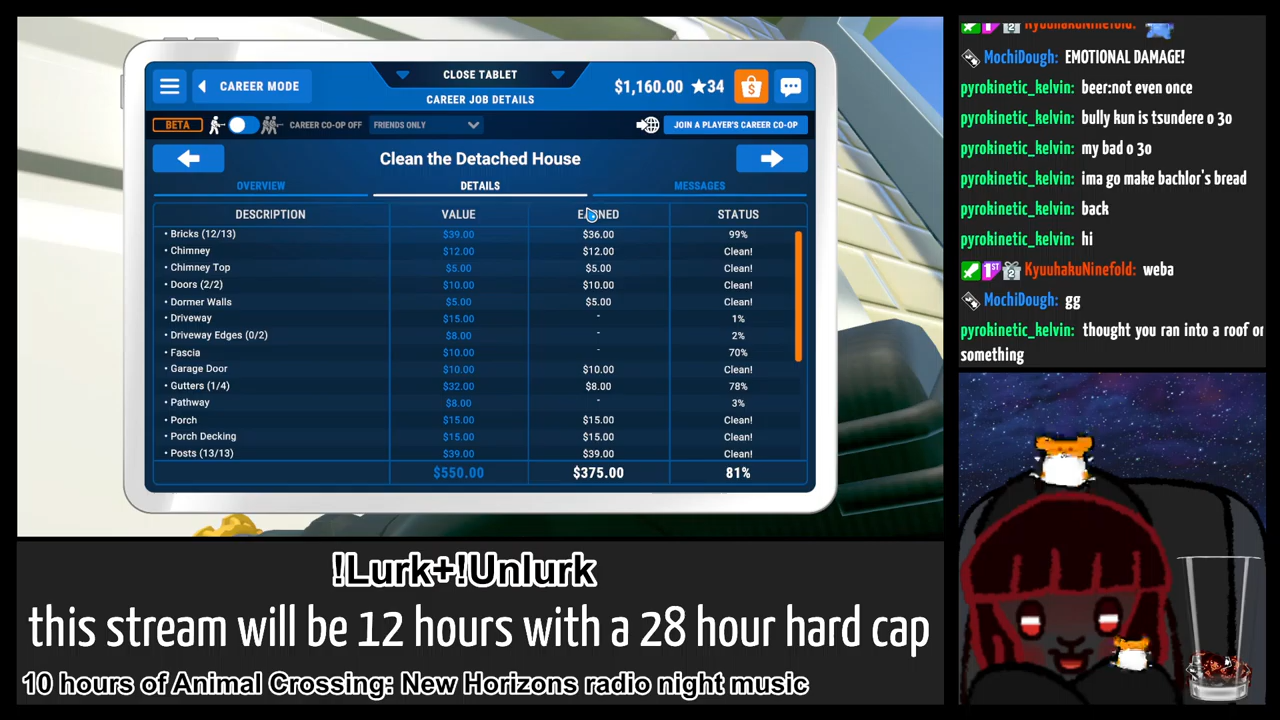 CLOSE TABLET
CAREER MODE
$1,160.00 ★34
CAREER JOB DETAILS
BETA
CAREER CO-OP OFF
FRIENDS ONLY
JOIN A PLAYER'S CAREER CO-OP
Clean the Detached House
OVERVIEW DETAILS MESSAGES
DESCRIPTION VALUE EARNED STATUS
• Bricks (12/13) $39.00 $36.00 99%
• Chimney $12.00 $12.00 Clean!
• Chimney Top $5.00 $5.00 Clean!
• Doors (2/2) $10.00 $10.00 Clean!
• Dormer Walls $5.00 $5.00 Clean!
• Driveway $15.00 - 1%
• Driveway Edges (0/2) $8.00 - 2%
• Fascia $10.00 - 70%
• Garage Door $10.00 $10.00 Clean!
• Gutters (1/4) $32.00 $8.00 78%
• Pathway $8.00 - 3%
• Porch $15.00 $15.00 Clean!
• Porch Decking $15.00 $15.00 Clean!
• Posts (13/13) $39.00 $39.00 Clean!
$550.00 $375.00 81%
KyuuhakuNinefold:
MochiDough: EMOTIONAL DAMAGE!
pyrokinetic_kelvin: beer:not even once
pyrokinetic_kelvin: bully kun is tsundere o 3o
pyrokinetic_kelvin: my bad o 3o
pyrokinetic_kelvin: ima go make bachlor's bread
pyrokinetic_kelvin: back
pyrokinetic_kelvin: hi
KyuuhakuNinefold: weba
MochiDough: gg
pyrokinetic_kelvin: thought you ran into a roof or
something
!Lurk+!Unlurk
this stream will be 12 hours with a 28 hour hard cap
10 hours of Animal Crossing: New Horizons radio night music